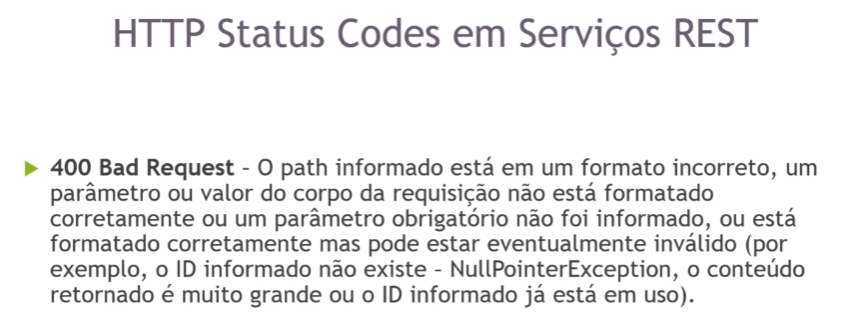 HTTP Status Codes em Serviços REST
400 Bad Request – O path informado está em um formato incorreto, um
parâmetro ou valor do corpo da requisição não está formatado
corretamente ou um parâmetro obrigatório não foi informado, ou está
formatado corretamente mas pode estar eventualmente inválido (por
exemplo, o ID informado não existe – NullPointerException, o conteúdo
retornado é muito grande ou o ID informado já está em uso).